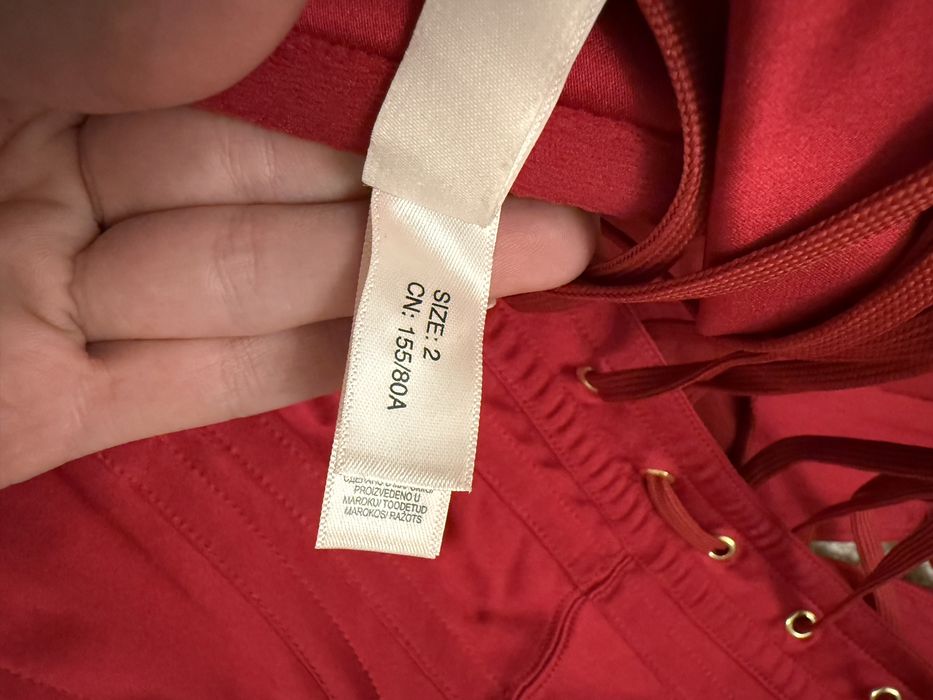 SIZE: 2
CN: 155/80A
PROIZVEDENO U
MAROKU/ TOODETUD
MAROKOS/ RAŽOTS